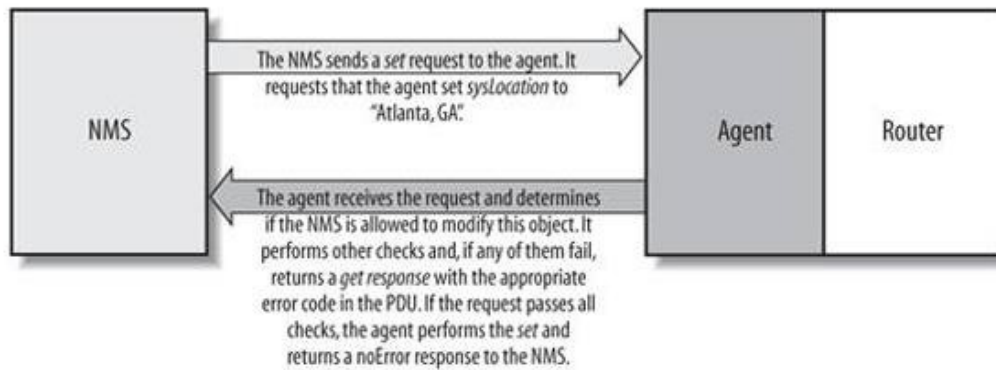 NMS
The NMS sends a set request to the agent. It
requests that the agent set sysLocation to
"Atlanta, GA".
The agent receives the request and determines
if the NMS is allowed to modify this object. It
performs other checks and, if any of them fail,
returns a get response with the appropriate
error code in the PDU. If the request passes all
checks, the agent performs the set and
returns a noError response to the NMS.
Agent
Router